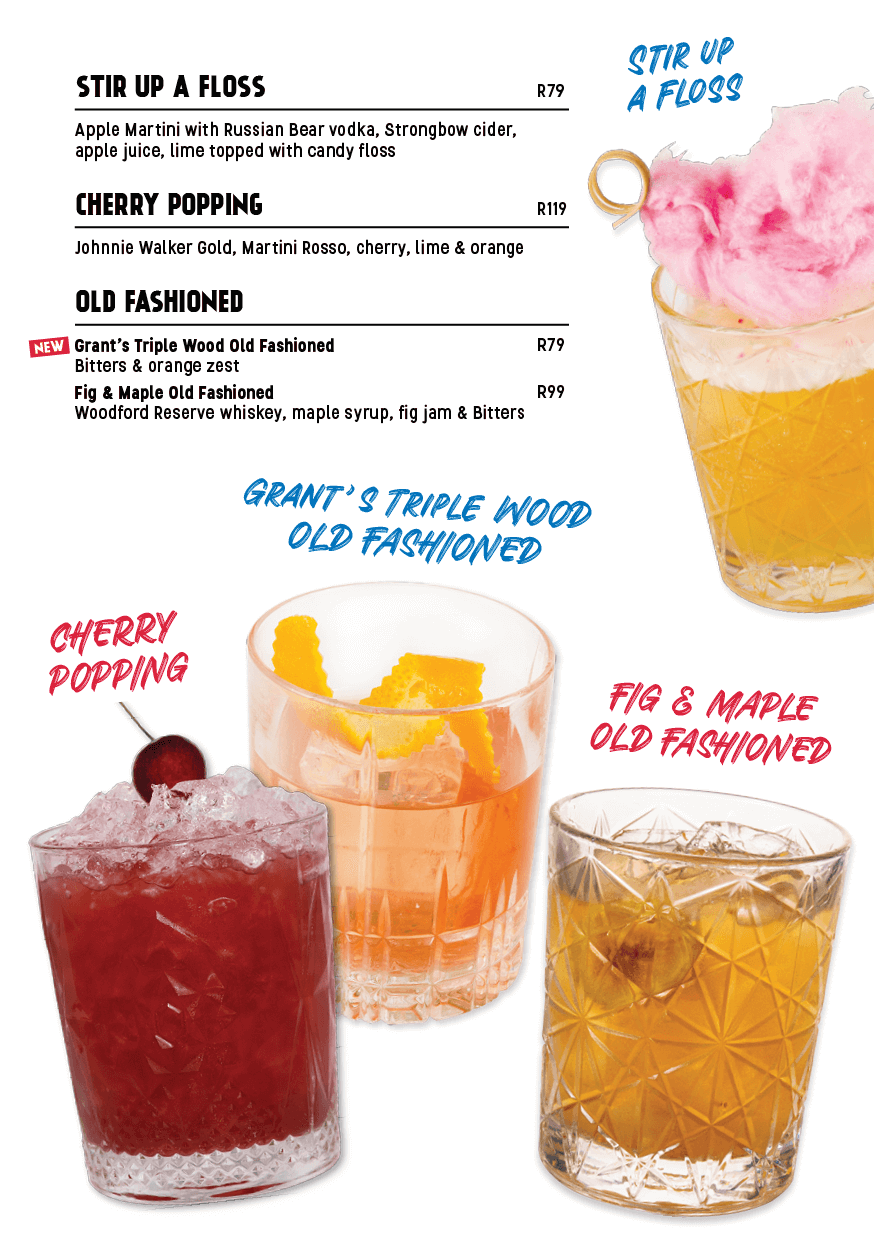 STIR UP A FLOSS R79
Apple Martini with Russian Bear vodka, Strongbow cider,
apple juice, lime topped with candy floss
CHERRY POPPING R119
Johnnie Walker Gold, Martini Rosso, cherry, lime & orange
OLD FASHIONED
NEW Grant's Triple Wood Old Fashioned R79
Bitters & orange zest
Fig & Maple Old Fashioned R99
Woodford Reserve whiskey, maple syrup, fig jam & Bitters
STIR UP
A FLOSS
GRANT'S TRIPLE WOOD
OLD FASHIONED
CHERRY
POPPING
FIG & MAPLE
OLD FASHIONED